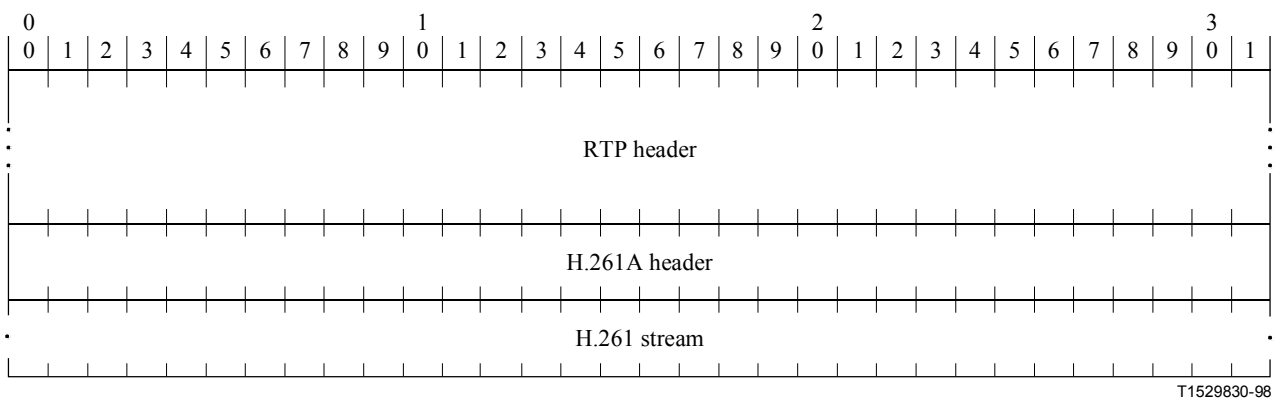 0 1 2 3
0 1 2 3 4 5 6 7 8 9 0 1 2 3 4 5 6 7 8 9 0 1 2 3 4 5 6 7 8 9 0 1
RTP header
H.261A header
H.261 stream
T1529830-98